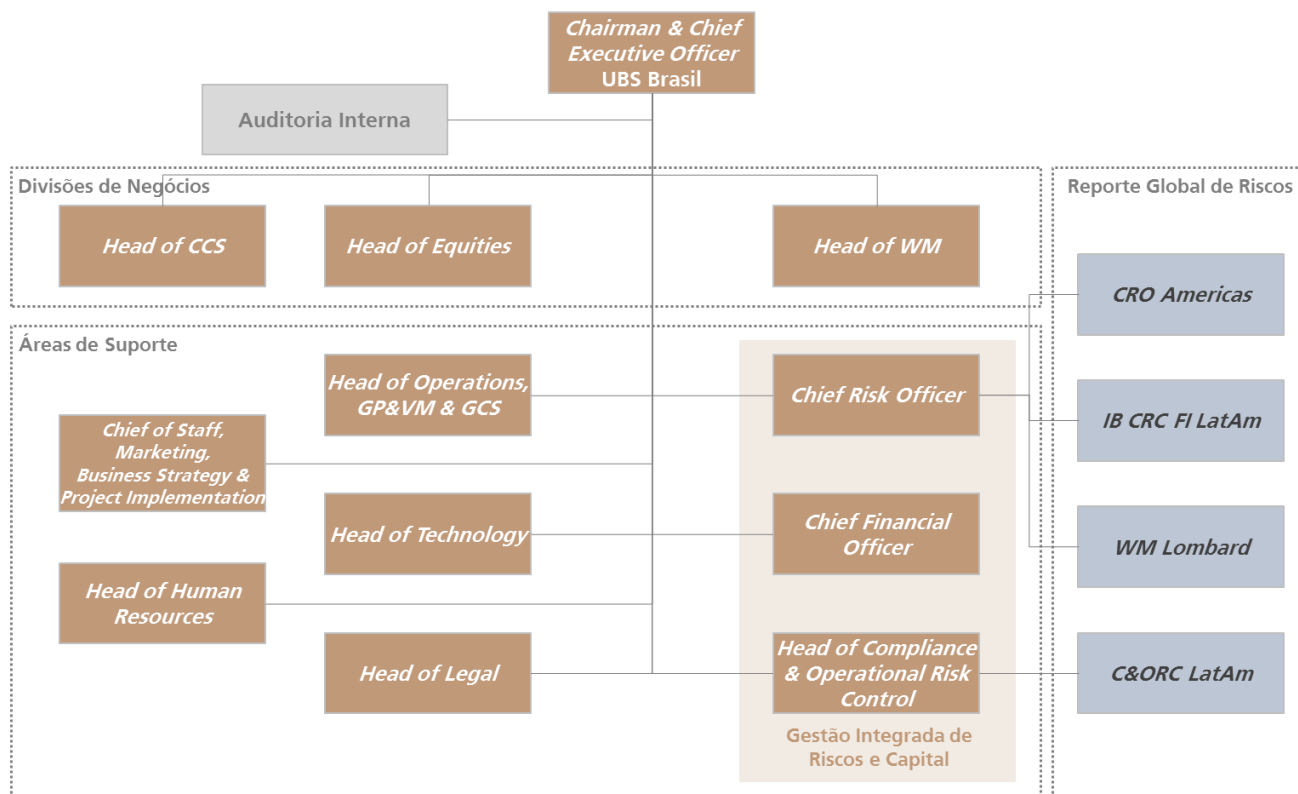 Chairman & Chief
Executive Officer
UBS Brasil
Auditoria Interna
Divisões de Negócios
Head of CCS
Head of Equities
Head of WM
Reporte Global de Riscos
CRO Americas
IB CRC FI LatAm
WM Lombard
C&ORC LatAm
Áreas de Suporte
Chief of Staff,
Marketing,
Business Strategy &
Project Implementation
Head of Human
Resources
Head of Operations,
GP&VM & GCS
Head of Technology
Head of Legal
Chief Risk Officer
Chief Financial
Officer
Head of Compliance
& Operational Risk
Control
Gestão Integrada de
Riscos e Capital